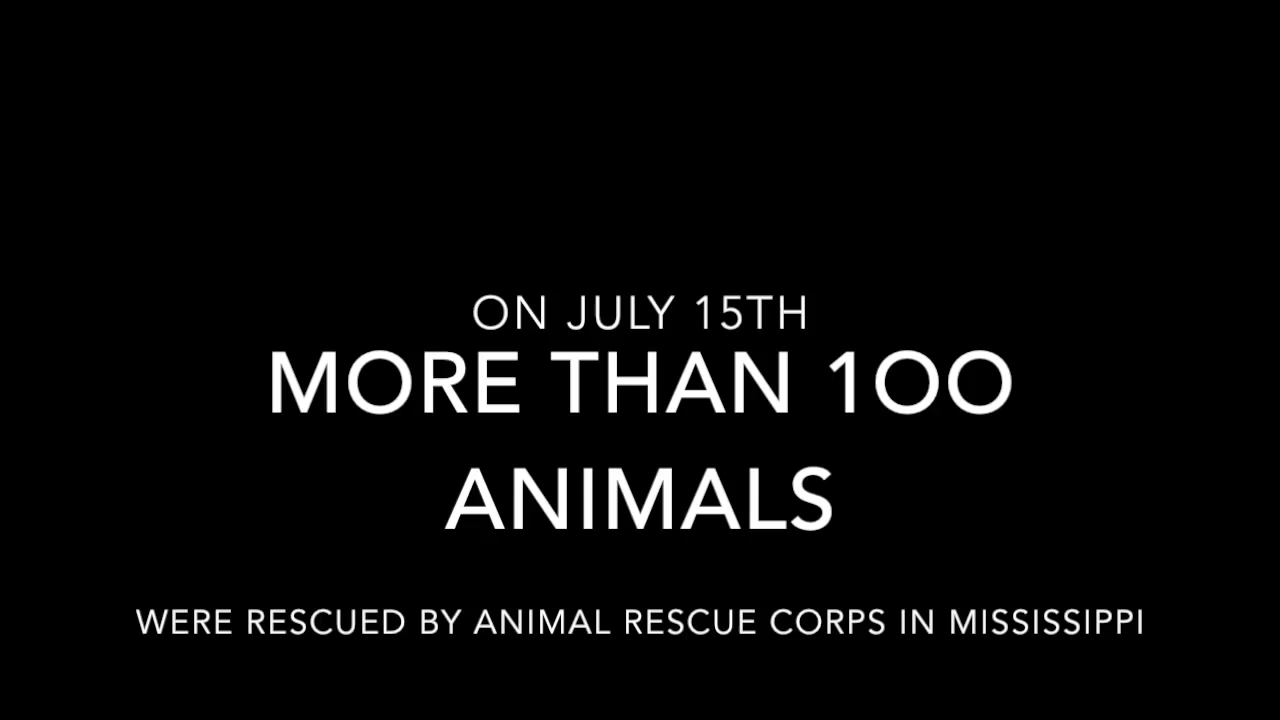 ON JULY 15TH
MORE THAN 100
ANIMALS
WERE RESCUED BY ANIMAL RESCUE CORPS IN MISSISSIPPI